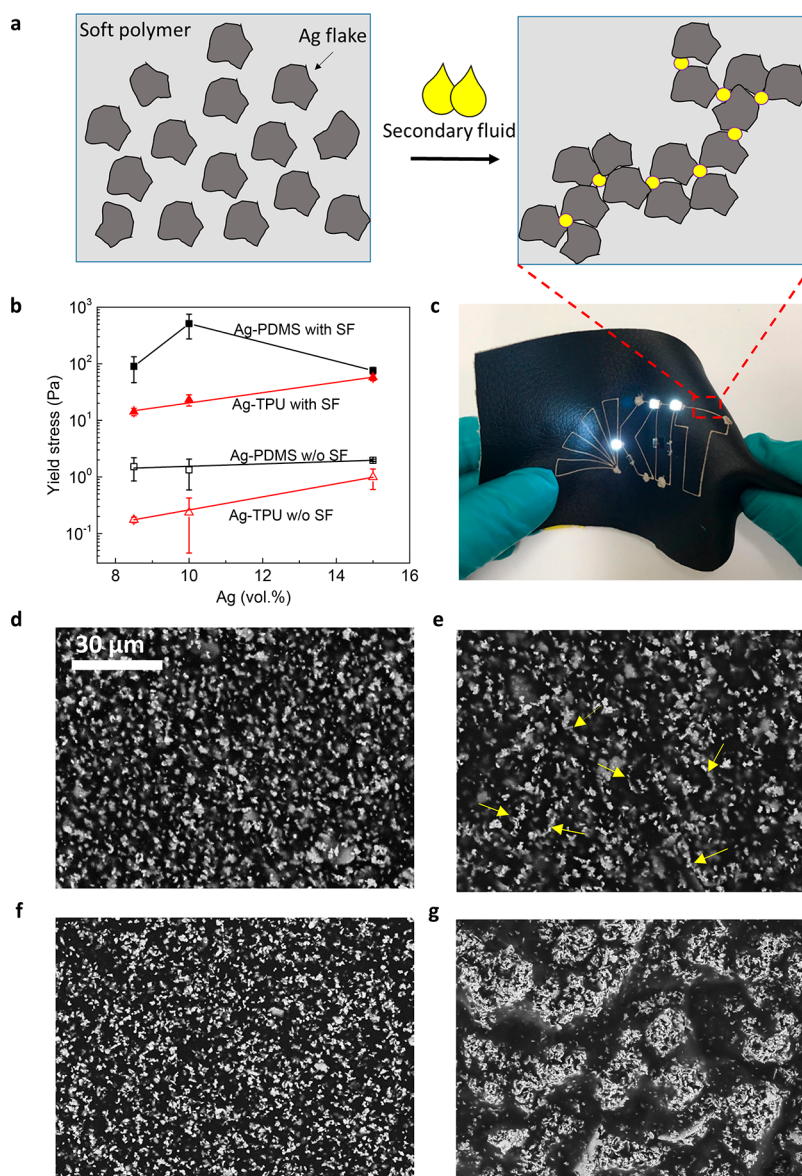 a
Soft polymer
Ag flake
Secondary fluid
b
Yield stress (Pa)
10³
10²
10¹
10⁰
10⁻¹
Ag-PDMS with SF
Ag-TPU with SF
Ag-PDMS w/o SF
Ag-TPU w/o SF
8 10 12 14 16
Ag (vol.%)
c
d
30 µm
e
f
g